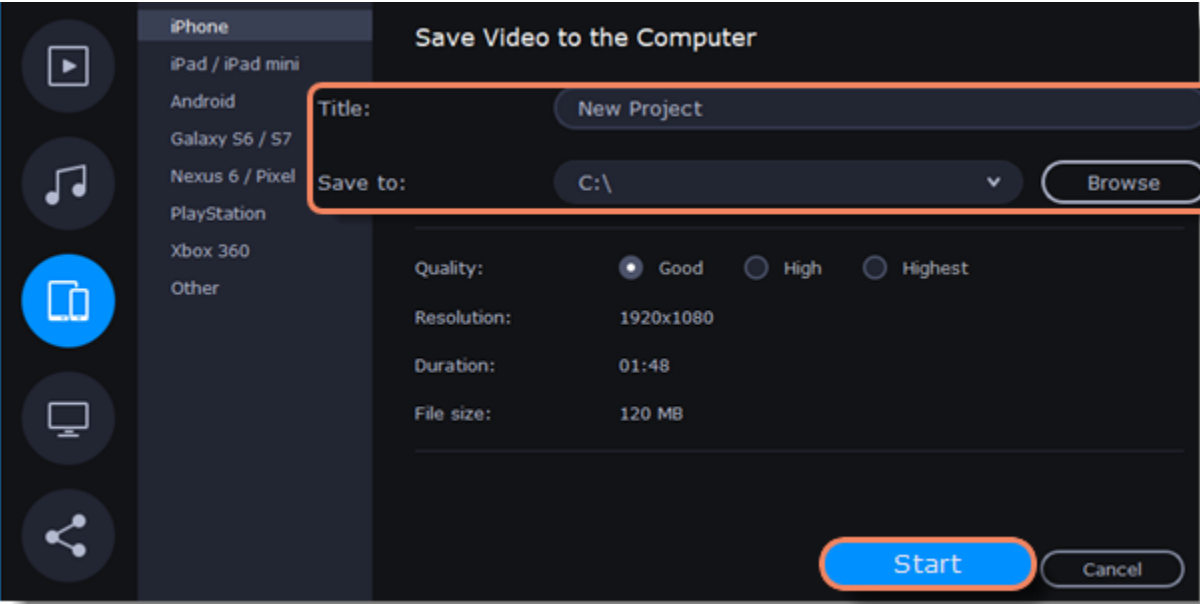 iPhone
iPad / iPad mini
Android
Galaxy S6 / S7
Nexus 6 / Pixel
PlayStation
Xbox 360
Other
Save Video to the Computer
Title: New Project
Save to: C:\ Browse
Quality: Good High Highest
Resolution: 1920x1080
Duration: 01:48
File size: 120 MB
Start Cancel